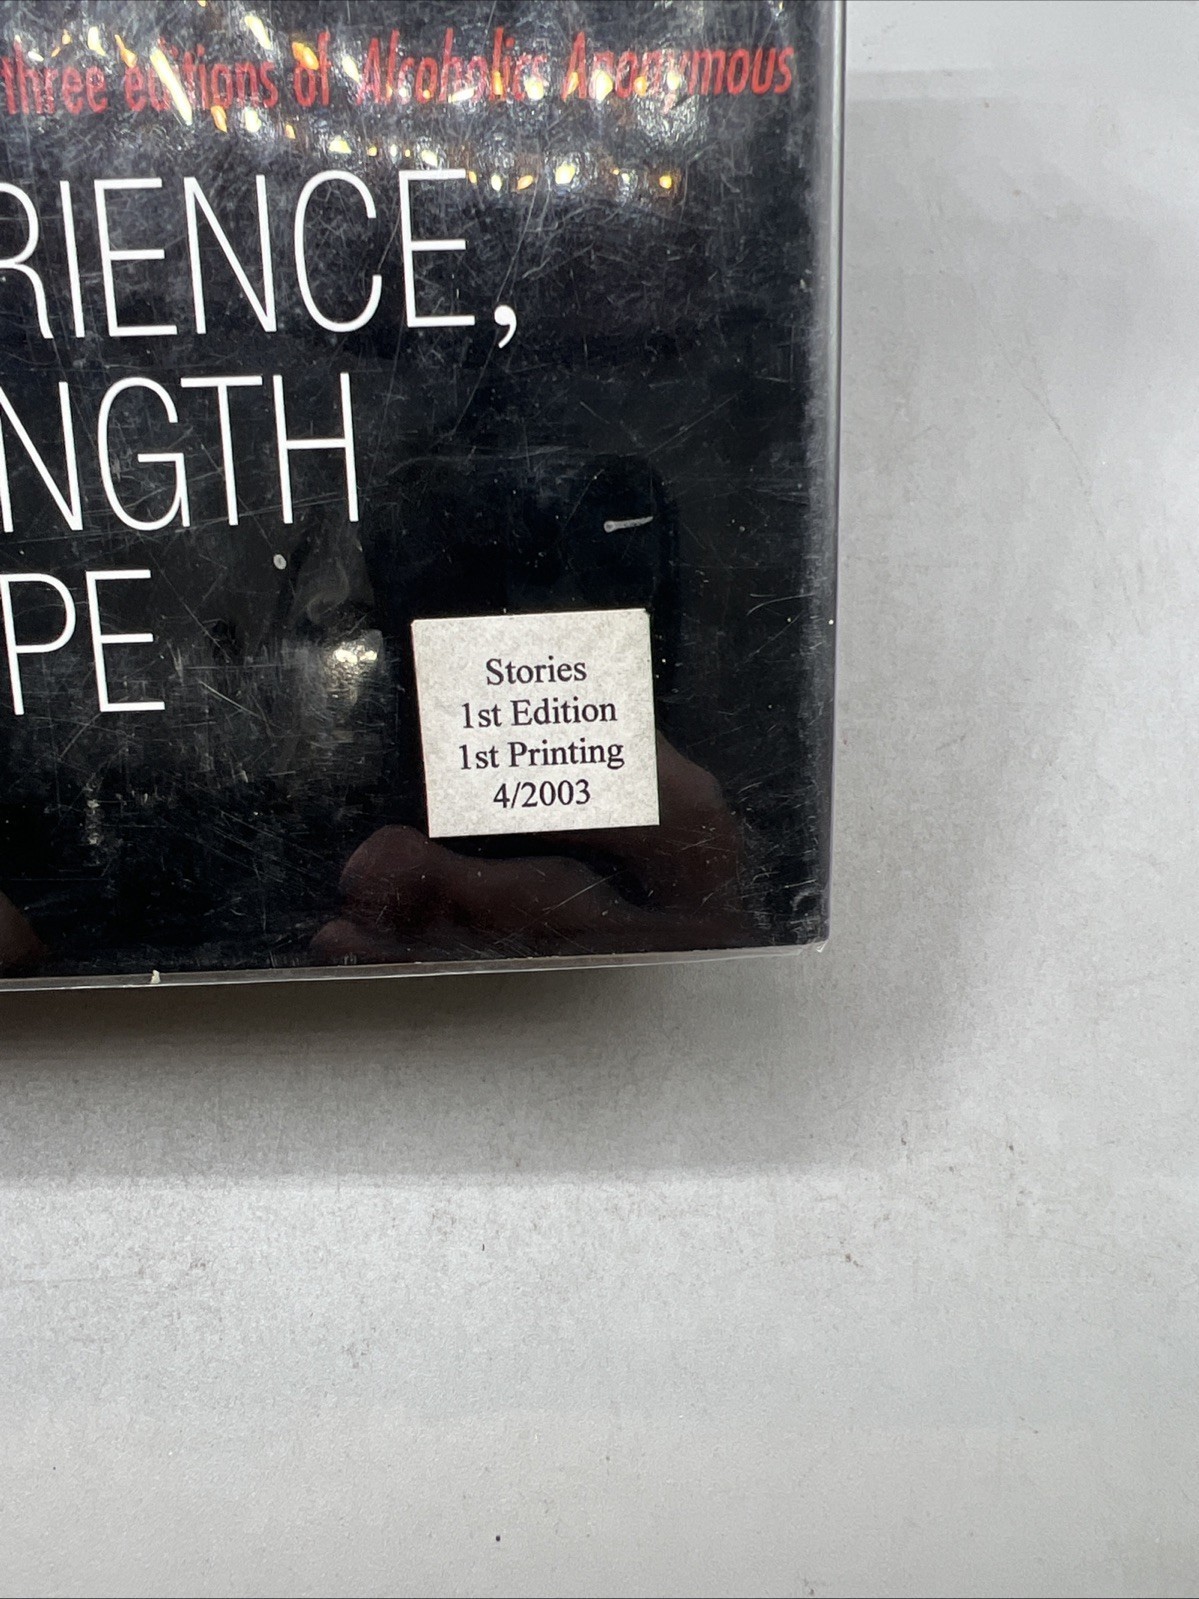 three editions of Alcoholics Anonymous
RIENCE,
NGTH
PE
Stories
1st Edition
1st Printing
4/2003